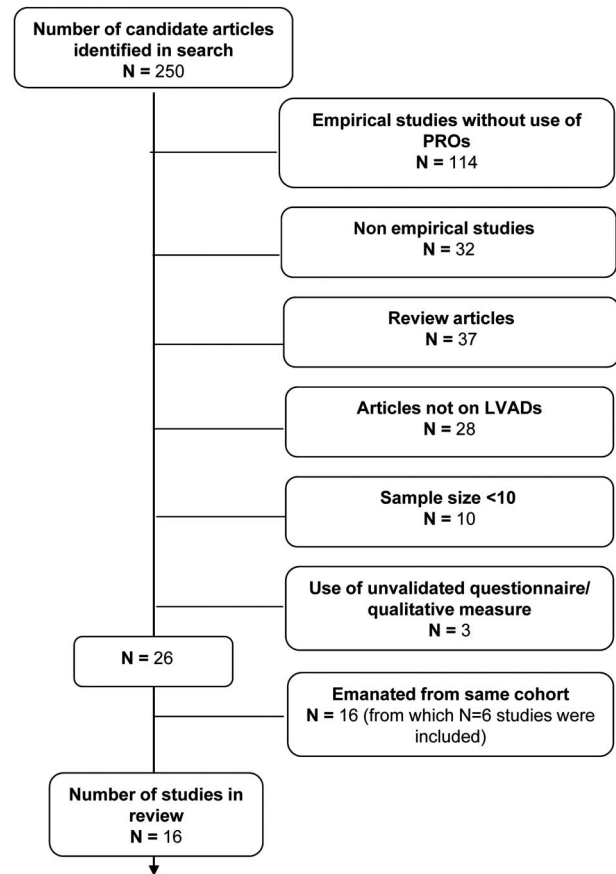 Number of candidate articles
identified in search
N = 250
Empirical studies without use of
PROs
N = 114
Non empirical studies
N = 32
Review articles
N = 37
Articles not on LVADs
N = 28
Sample size <10
N = 10
Use of unvalidated questionnaire/
qualitative measure
N = 3
N = 26
Emanated from same cohort
N = 16 (from which N=6 studies were
included)
Number of studies in
review
N = 16